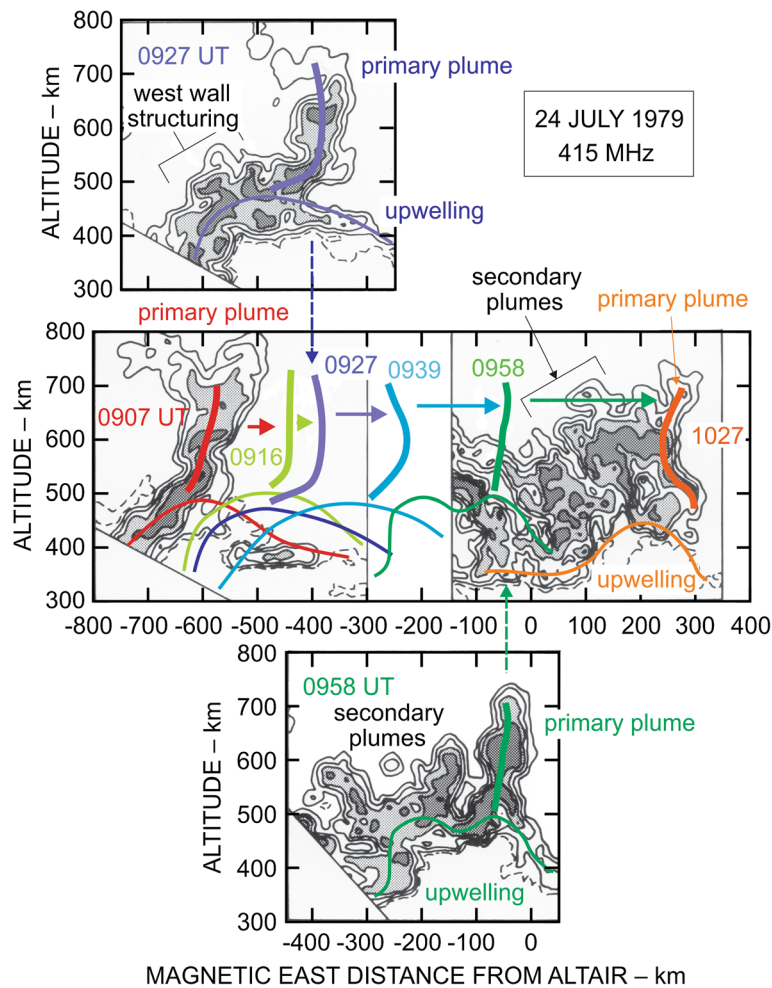 800
700
600
500
400
300
ALTITUDE – km
0927 UT
west wall
structuring
primary plume
upwelling
24 JULY 1979
415 MHz
primary plume
secondary
plumes
primary plume
800
700
600
500
400
300
ALTITUDE – km
0907 UT
0916
0927
0939
0958
1027
upwelling
-800 -700 -600 -500 -400 -300 -200 -100 0 100 200 300 400
800
700
600
500
400
300
ALTITUDE – km
0958 UT
secondary
plumes
primary plume
upwelling
-400 -300 -200 -100 0
MAGNETIC EAST DISTANCE FROM ALTAIR – km